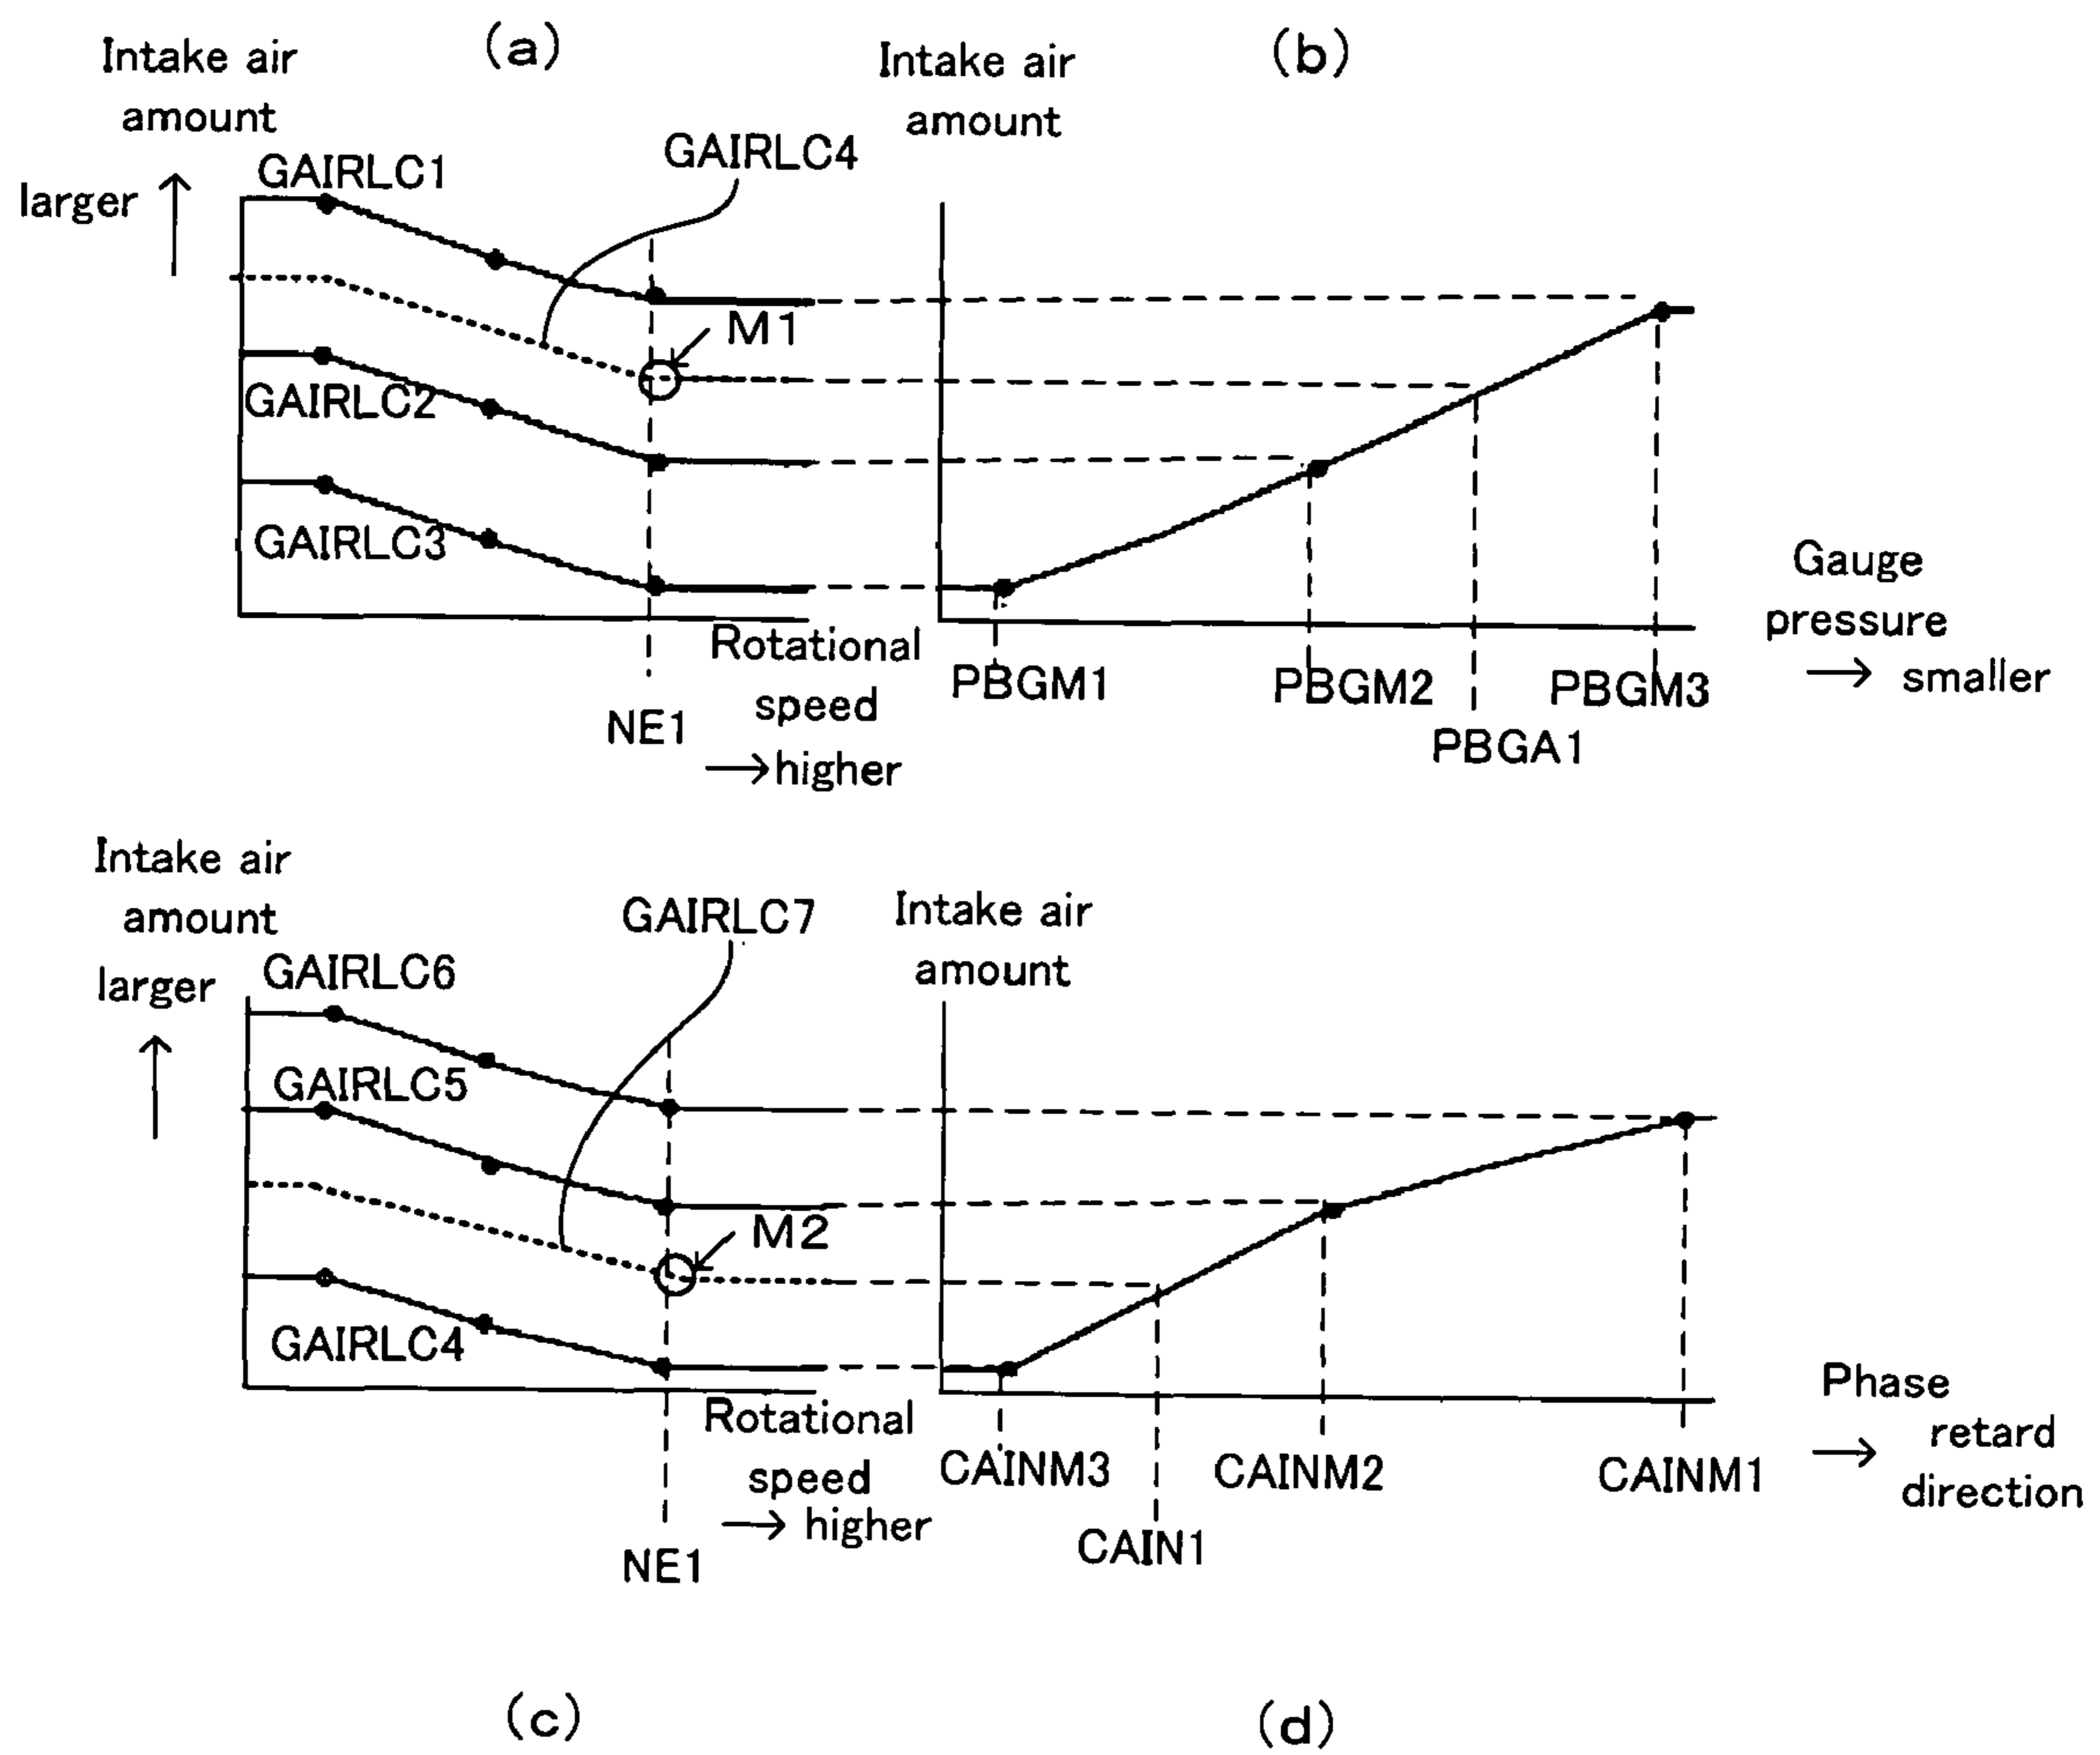 (a)
(b)
Intake air
amount
larger
GAIRLC1
GAIRLC4
M1
GAIRLC2
GAIRLC3
Rotational
speed
higher
NE1
Intake air
amount
PBGM1
PBGM2
PBGM3
PBGA1
Gauge
pressure
smaller
Intake air
amount
larger
GAIRLC6
GAIRLC7
GAIRLC5
M2
GAIRLC4
Rotational
speed
higher
NE1
Intake air
amount
CAINM3
CAINM2
CAINM1
CAIN1
Phase
retard
direction
(c)
(d)